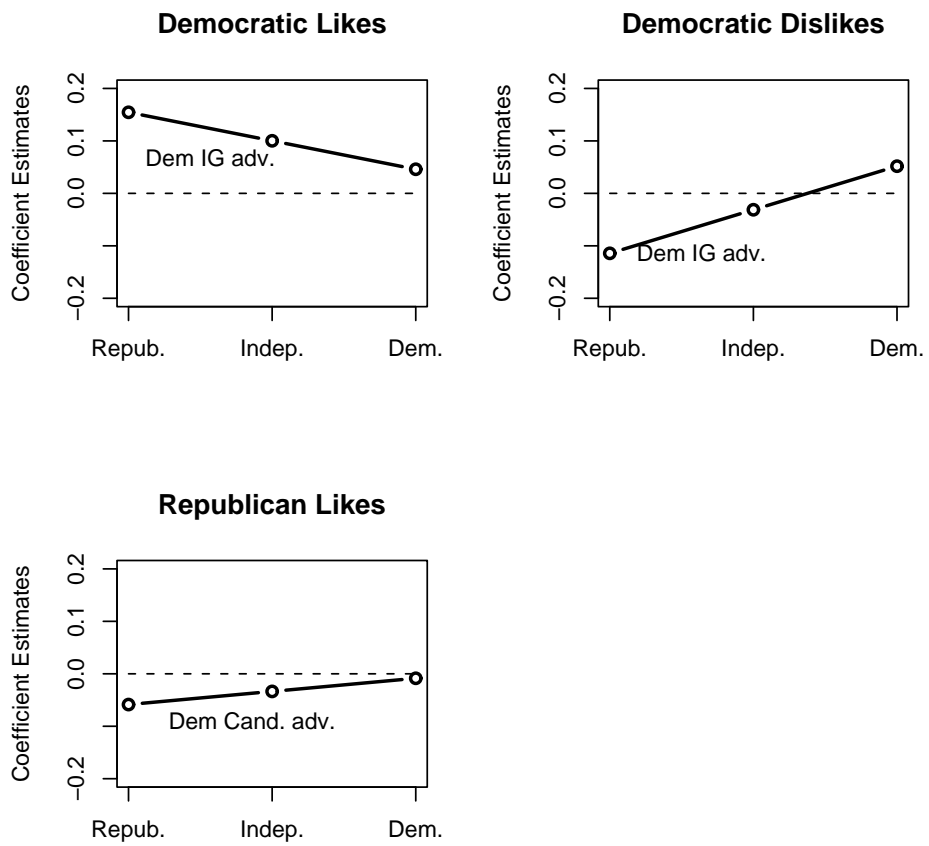 Democratic Likes
Coefficient Estimates
0.2
0.1
0.0
−0.2
Dem IG adv.
Repub. Indep. Dem.
Democratic Dislikes
Coefficient Estimates
0.2
0.1
0.0
−0.2
Dem IG adv.
Repub. Indep. Dem.
Republican Likes
Coefficient Estimates
0.2
0.1
0.0
−0.2
Dem Cand. adv.
Repub. Indep. Dem.